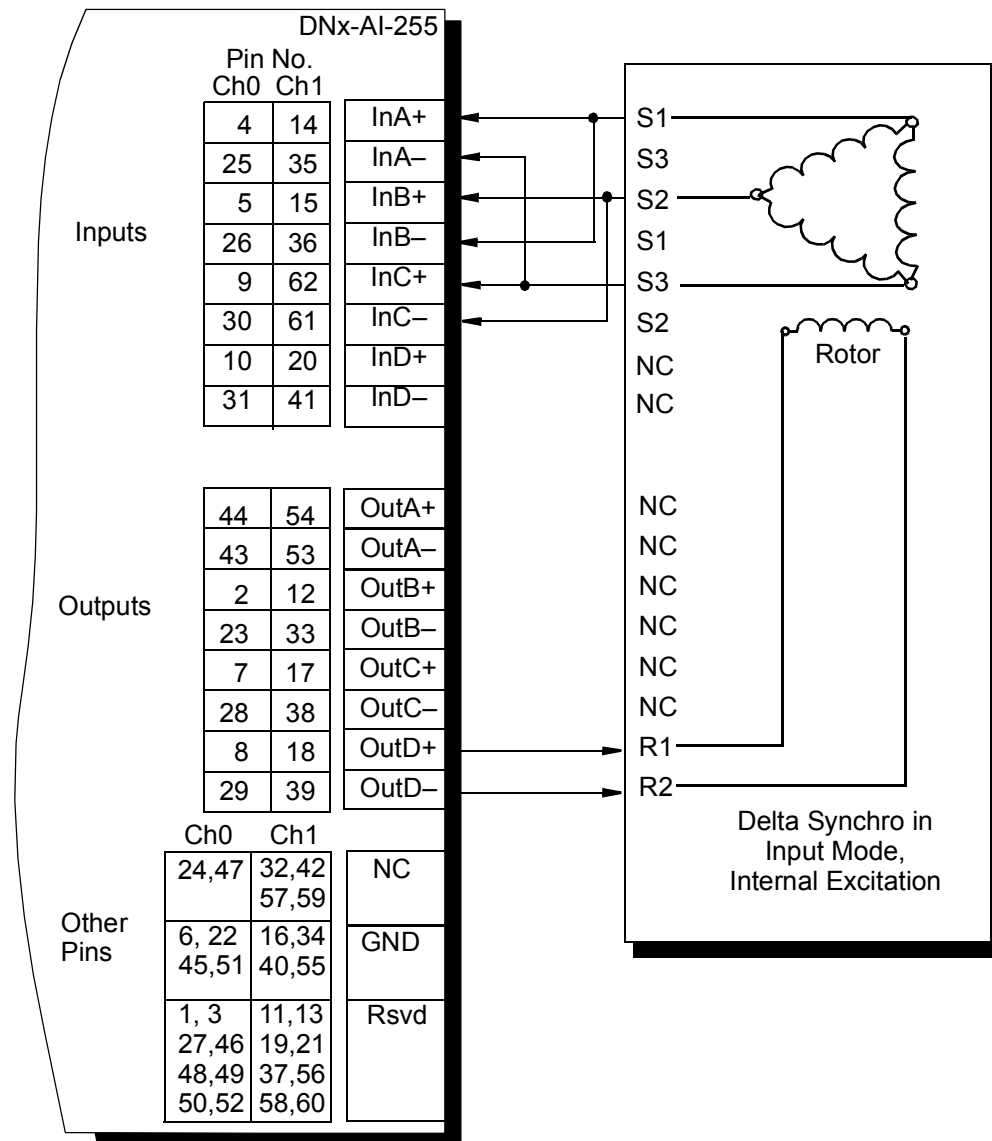 DNx-AI-255
Pin No.
Ch0 Ch1
Inputs
4 14 InA+
25 35 InA–
5 15 InB+
26 36 InB–
9 62 InC+
30 61 InC–
10 20 InD+
31 41 InD–
Outputs
44 54 OutA+
43 53 OutA–
2 12 OutB+
23 33 OutB–
7 17 OutC+
28 38 OutC–
8 18 OutD+
29 39 OutD–
Other
Pins
Ch0 Ch1
24,47 32,42 NC
57,59
6, 22 16,34 GND
45,51 40,55
1, 3 11,13 Rsvd
27,46 19,21
48,49 37,56
50,52 58,60
S1
S3
S2
S1
S3
S2
NC
NC
Rotor
NC
NC
NC
NC
NC
NC
R1
R2
Delta Synchro in
Input Mode,
Internal Excitation